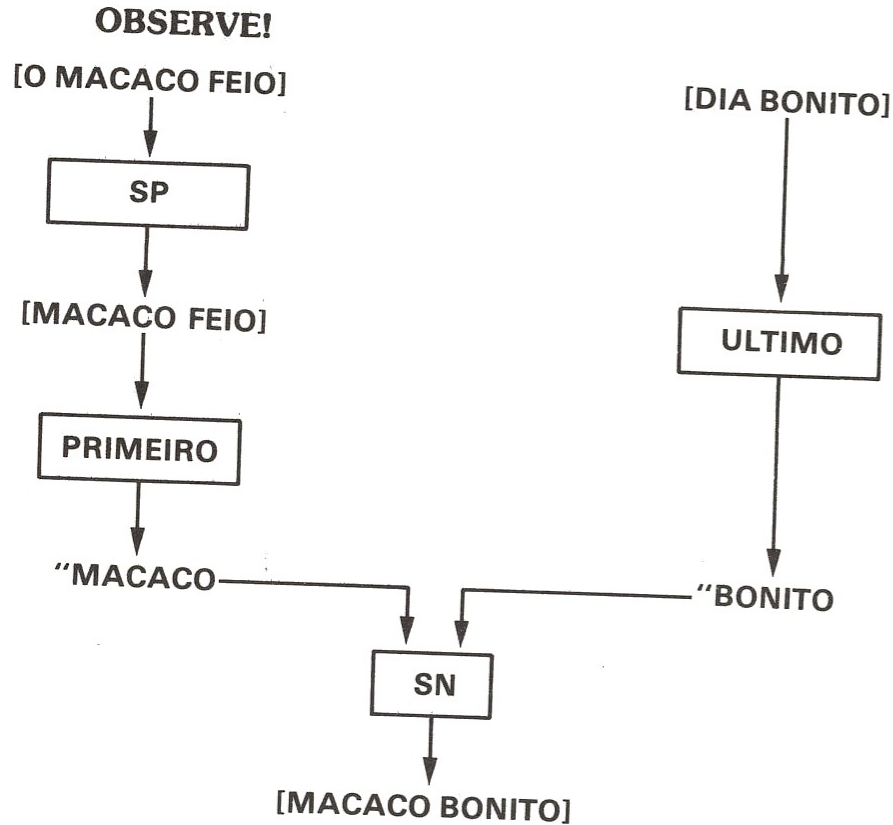 OBSERVE!
[O MACACO FEIO]
[DIA BONITO]
SP
[MACACO FEIO]
ULTIMO
PRIMEIRO
“MACACO
“BONITO
SN
[MACACO BONITO]